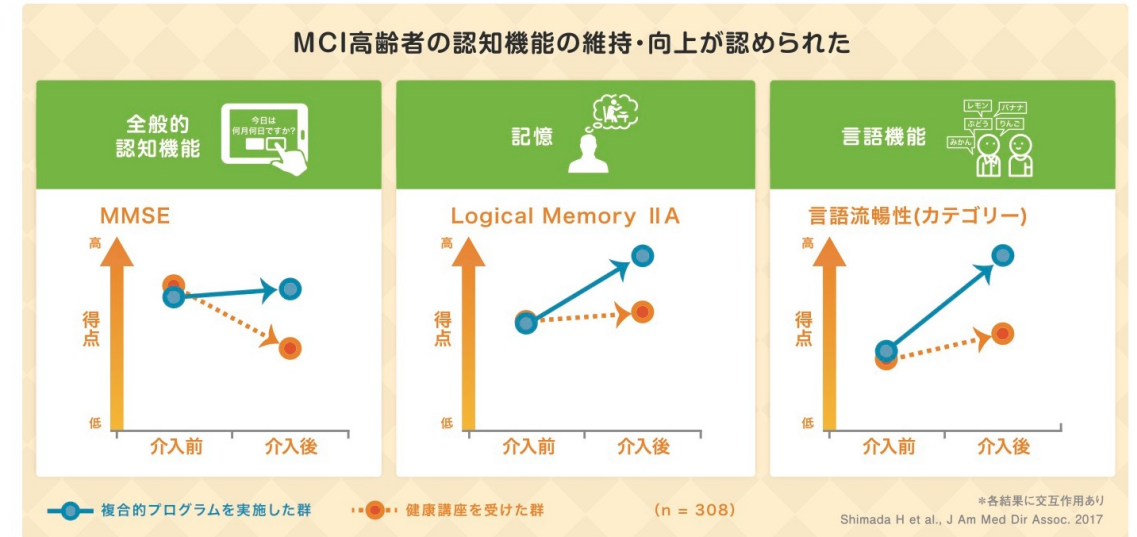 MCI高齢者の認知機能の維持・向上が認められた
全般的
認知機能
今日は
何月何日ですか?
記憶
言語機能
レモン
バナナ
ぶどう
りんご
みかん
MMSE
高
得点
低
介入前
介入後
Logical Memory ⅡA
高
得点
低
介入前
介入後
言語流暢性(カテゴリー)
高
得点
低
介入前
介入後
複合的プログラムを実施した群
健康講座を受けた群
(n = 308)
*各結果に交互作用あり
Shimada H et al., J Am Med Dir Assoc. 2017